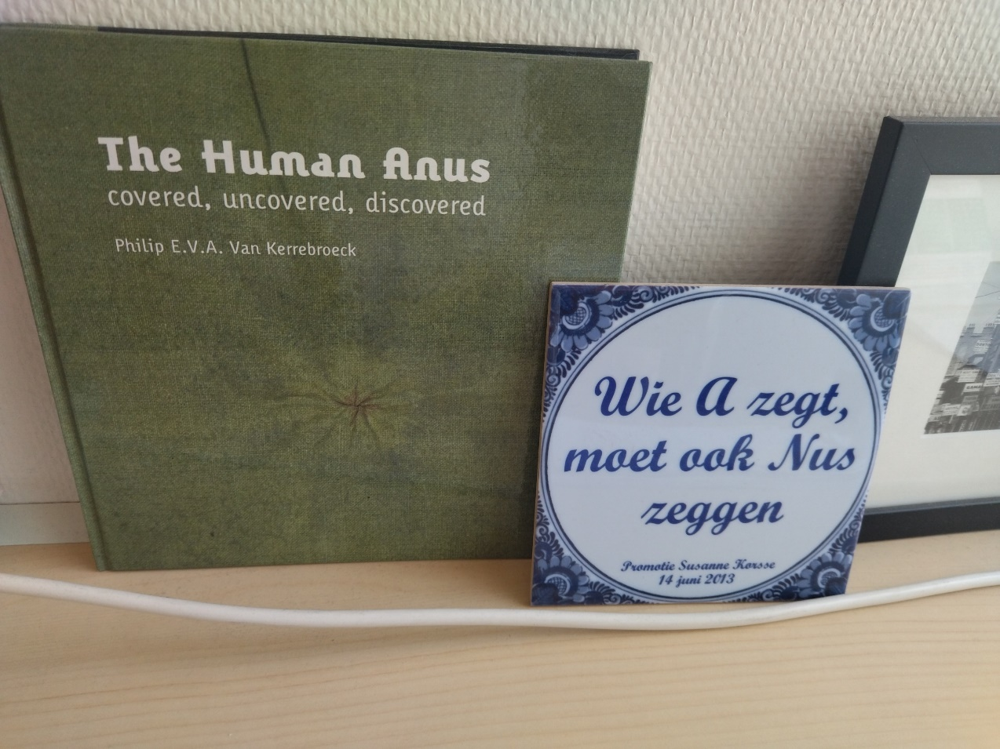 The Human Anus
covered, uncovered, discovered
Philip E.V.A. Van Kerrebroeck
Wie A zegt,
moet ook Nus
zeggen
Promotie Susanne Korsse
14 juni 2013